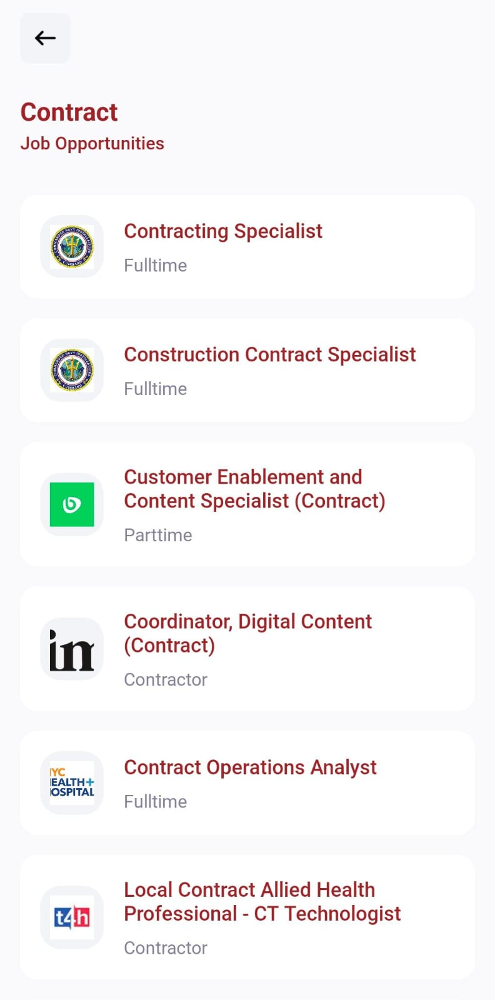 Contract
Job Opportunities
Contracting Specialist
Fulltime
Construction Contract Specialist
Fulltime
Customer Enablement and
Content Specialist (Contract)
Parttime
in
Coordinator, Digital Content
(Contract)
Contractor
YC
EALTH+
OSPITAL
Contract Operations Analyst
Fulltime
t4h
Local Contract Allied Health
Professional - CT Technologist
Contractor